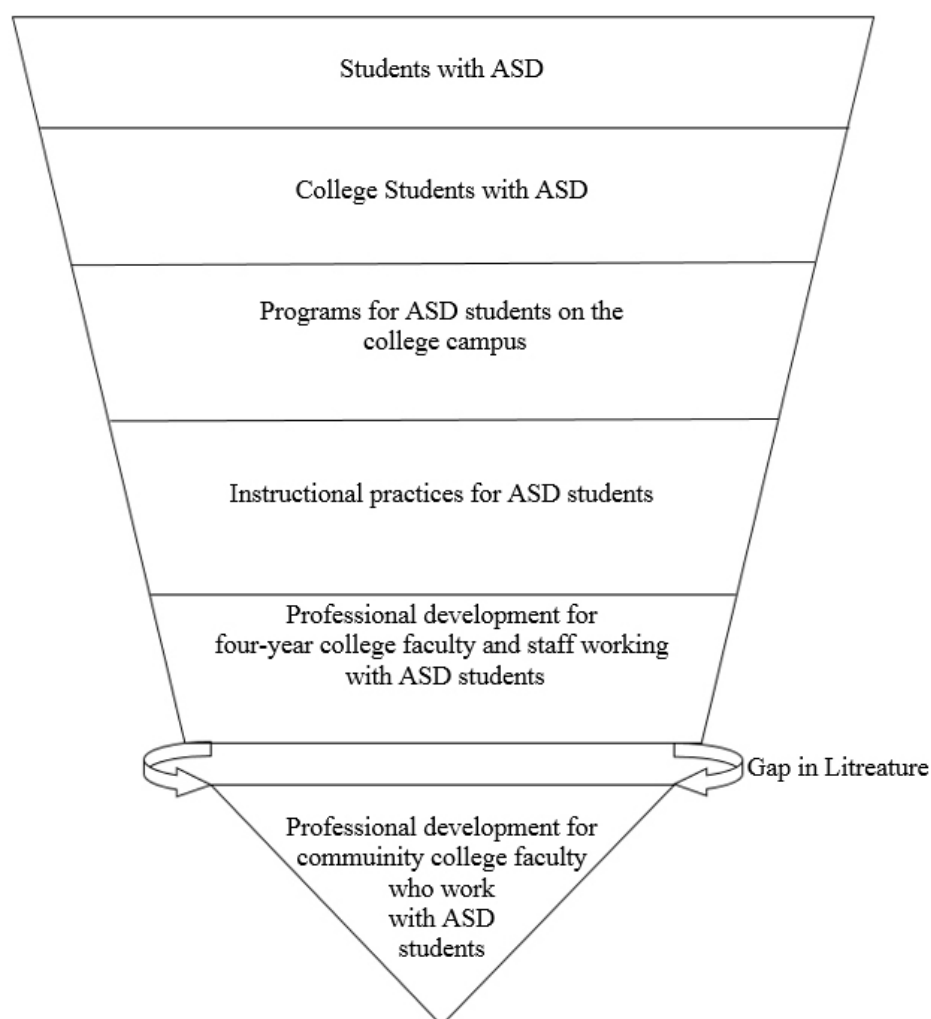 Students with ASD
College Students with ASD
Programs for ASD students on the
college campus
Instructional practices for ASD students
Professional development for
four-year college faculty and staff working
with ASD students
Gap in Litreature
Professional development for
commuinity college faculty
who work
with ASD
students